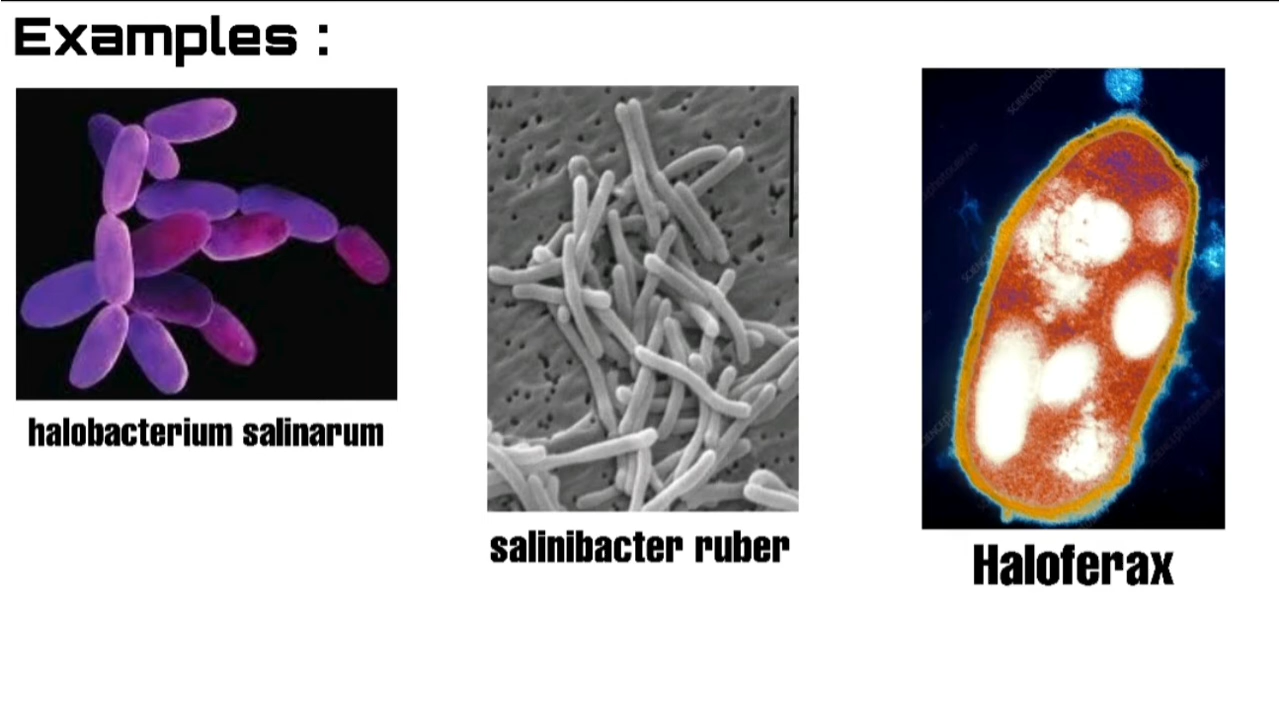 Examples :
halobacterium salinarum
salinibacter ruber
Haloferax